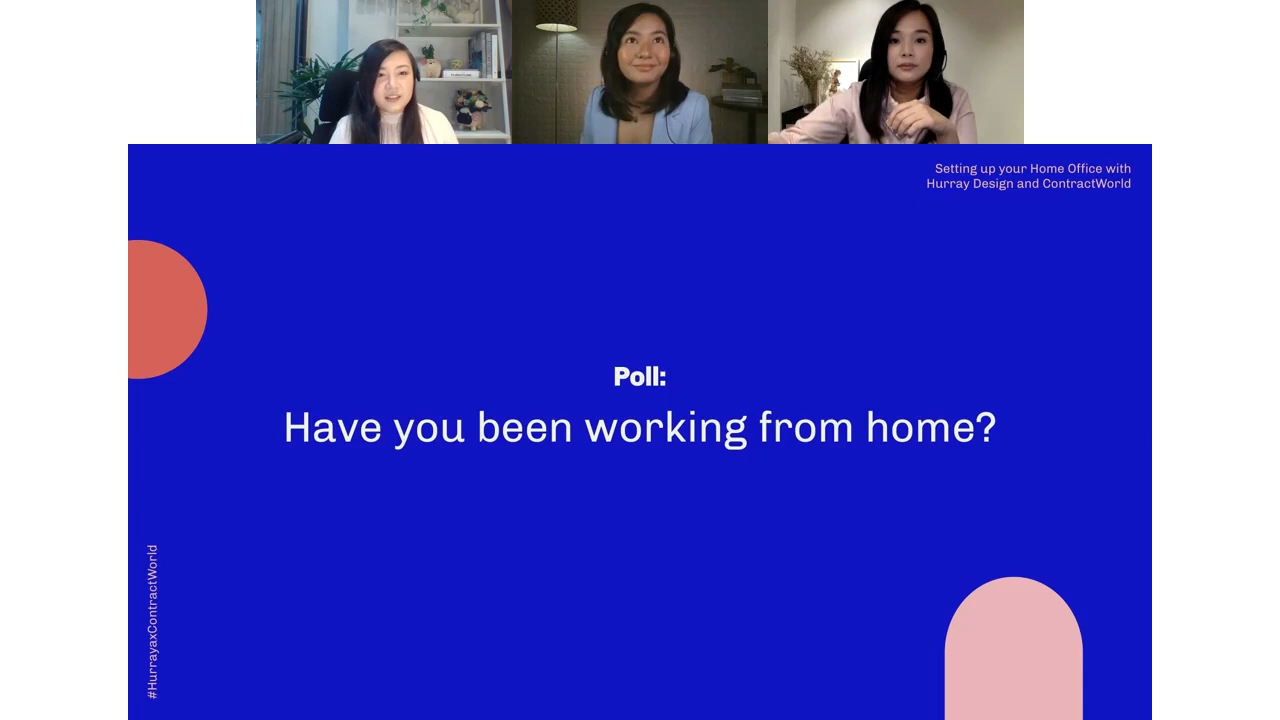 Setting up your Home Office with
Hurray Design and ContractWorld
Poll:
Have you been working from home?
#HurrayaxContractWorld